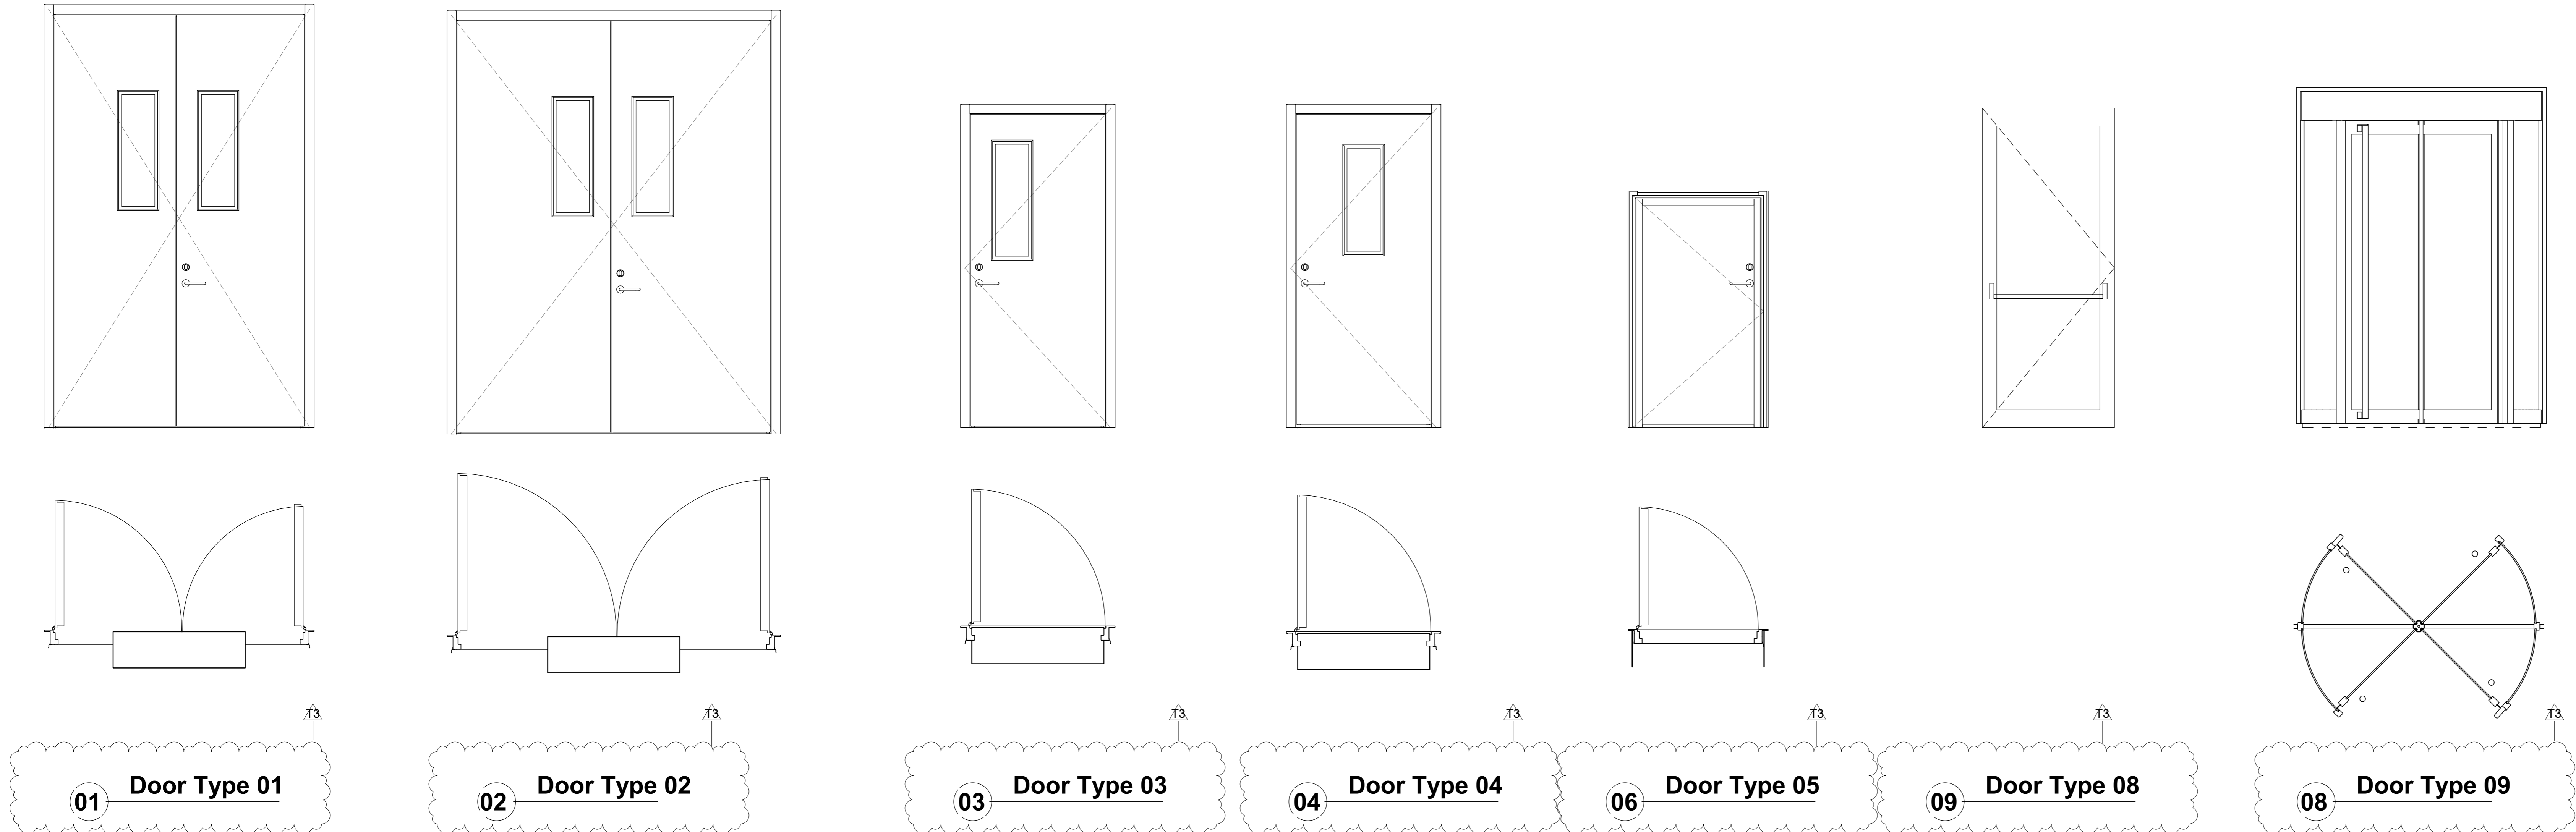 T3 T3 T3 T3 T3 T3 T3
01 Door Type 01
02 Door Type 02
03 Door Type 03
04 Door Type 04
06 Door Type 05
09 Door Type 08
08 Door Type 09